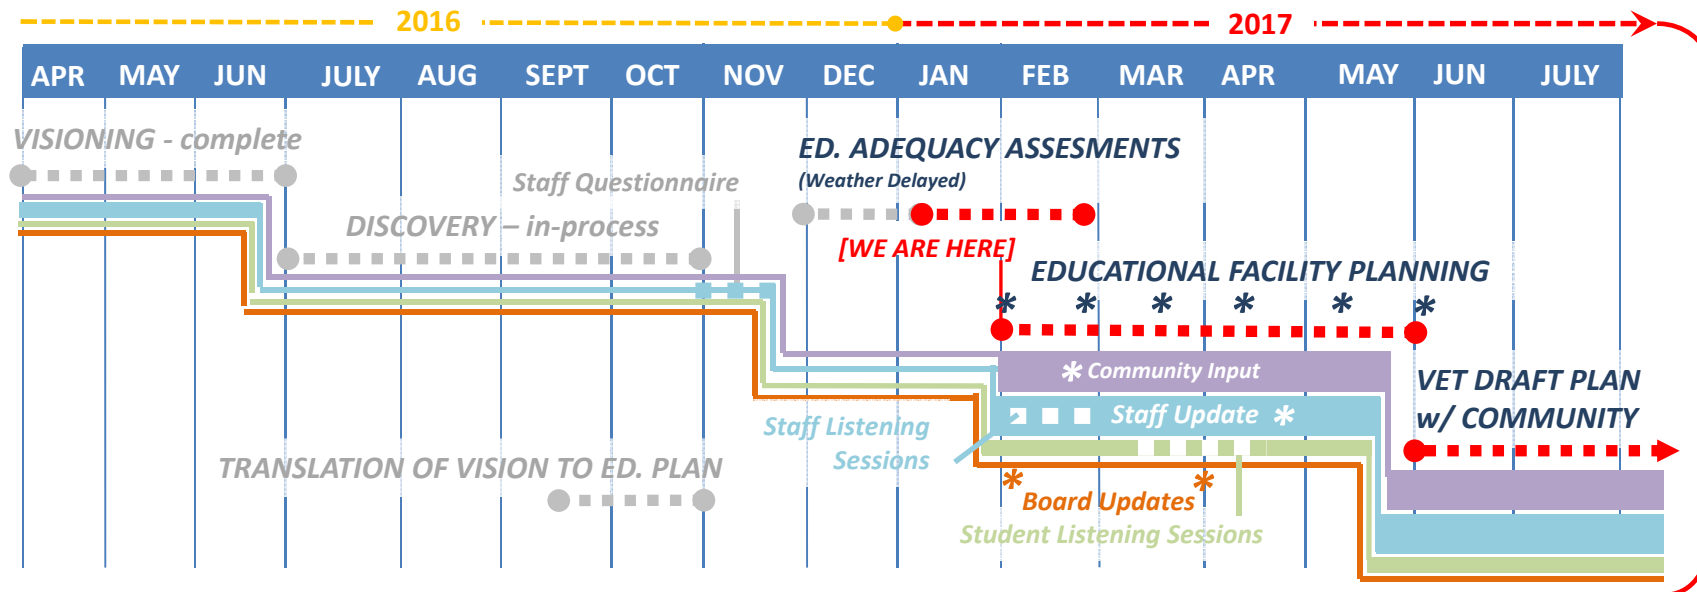 2016
2017
APR MAY JUN JULY AUG SEPT OCT NOV DEC JAN FEB MAR APR MAY JUN JULY
VISIONING - complete
ED. ADEQUACY ASSESMENTS
(Weather Delayed)
Staff Questionnaire
DISCOVERY – in-process
[WE ARE HERE]
EDUCATIONAL FACILITY PLANNING
* * * * * *
* Community Input
VET DRAFT PLAN
w/ COMMUNITY
Staff Update *
Staff Listening
Sessions
TRANSLATION OF VISION TO ED. PLAN
* Board Updates *
Student Listening Sessions